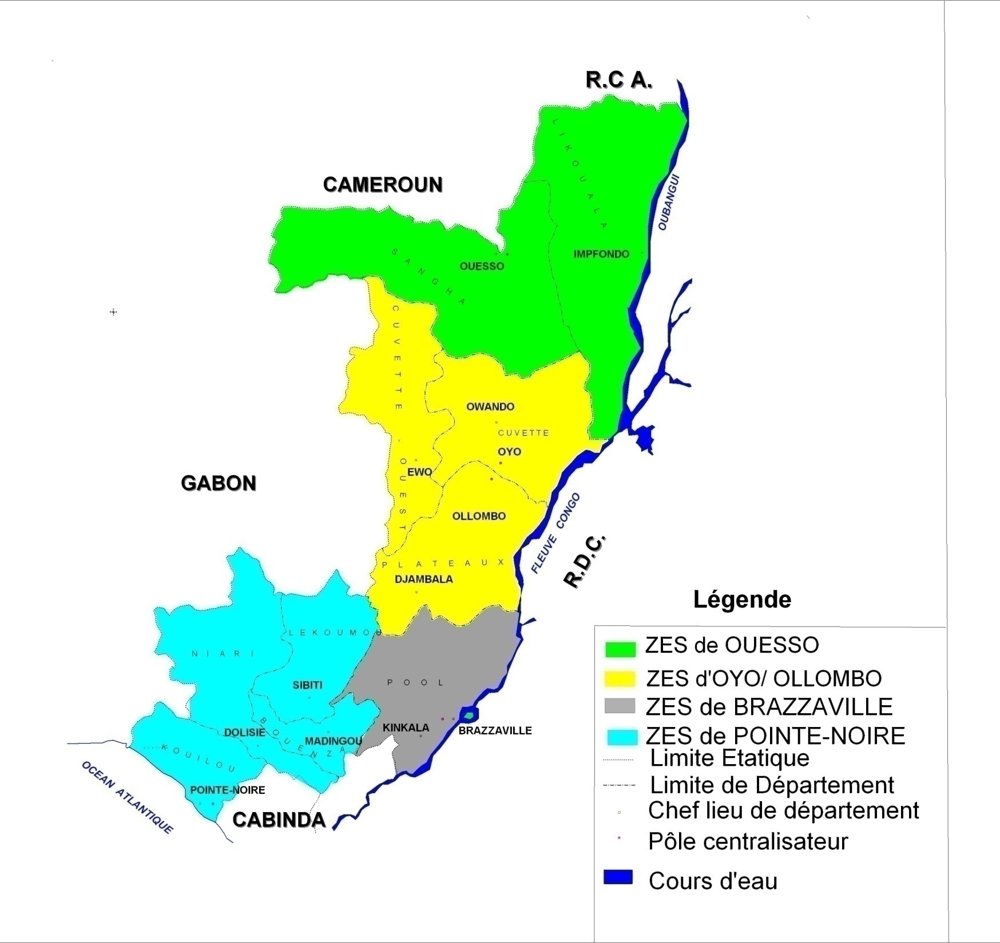 R.C A.
LIKOUALA
OUBANGUI
CAMEROUN
IMPFONDO
SANGHA
OUESSO
CUVETTE - OUEST
OWANDO
CUVETTE
OYO
EWO
GABON
OLLOMBO
FLEUVE CONGO
R.D.C.
PLATEAUX
DJAMBALA
LEKOUMOU
NIARI
SIBITI
POOL
KINKALA
BRAZZAVILLE
DOLISIE
BOUENZA
MADINGOU
KOUILOU
POINTE-NOIRE
OCEAN ATLANTIQUE
CABINDA
Légende
ZES de OUESSO
ZES d'OYO/ OLLOMBO
ZES de BRAZZAVILLE
ZES de POINTE-NOIRE
Limite Etatique
Limite de Département
Chef lieu de département
Pôle centralisateur
Cours d'eau